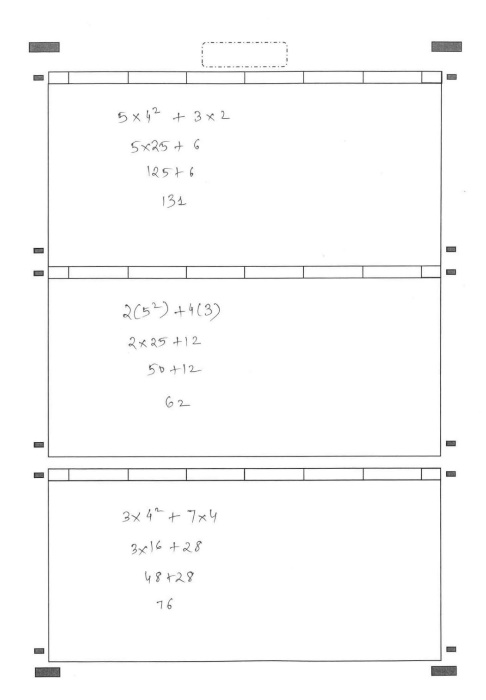 5 × 4² + 3 × 2
5×25 + 6
125 + 6
131
2(5²) + 4(3)
2×25 + 12
50 + 12
62
3 × 4² + 7×4
3×16 + 28
48 + 28
76